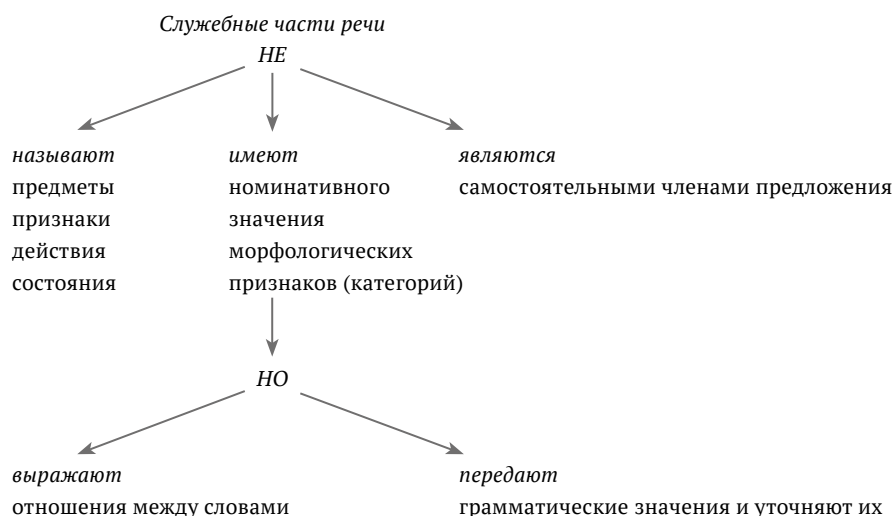 Служебные части речи
НЕ
называют
предметы
признаки
действия
состояния
имеют
номинативного
значения
морфологических
признаков (категорий)
являются
самостоятельными членами предложения
НО
выражают
отношения между словами
передают
грамматические значения и уточняют их